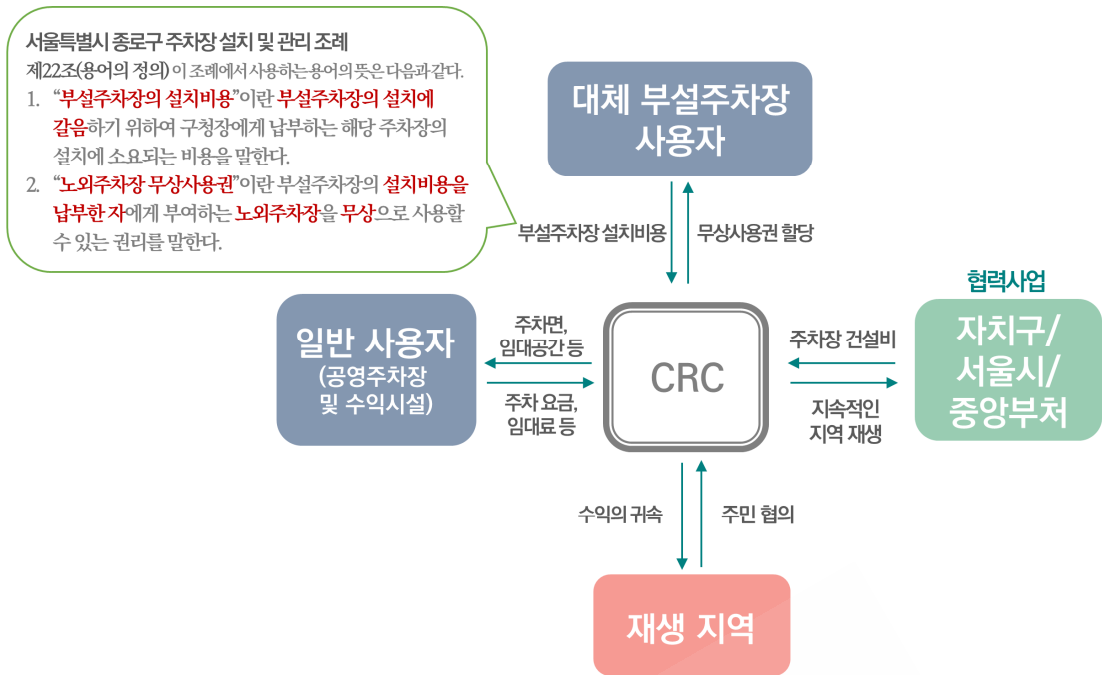 서울특별시 종로구 주차장 설치 및 관리 조례
제22조(용어의 정의) 이 조례에서 사용하는 용어의 뜻은 다음과 같다.
1. “부설주차장의 설치비용”이란 부설주차장의 설치에
갈음하기 위하여 구청장에게 납부하는 해당 주차장의
설치에 소요되는 비용을 말한다.
2. “노외주차장 무상사용권”이란 부설주차장의 설치비용을
납부한 자에게 부여하는 노외주차장을 무상으로 사용할
수 있는 권리를 말한다.
대체 부설주차장
사용자
부설주차장 설치비용
무상사용권 할당
협력사업
일반 사용자
(공영주차장
및 수익시설)
주차면,
임대공간 등
주차 요금,
임대료 등
CRC
주차장 건설비
지속적인
지역 재생
자치구/
서울시/
중앙부처
수익의 귀속
주민 협의
재생 지역